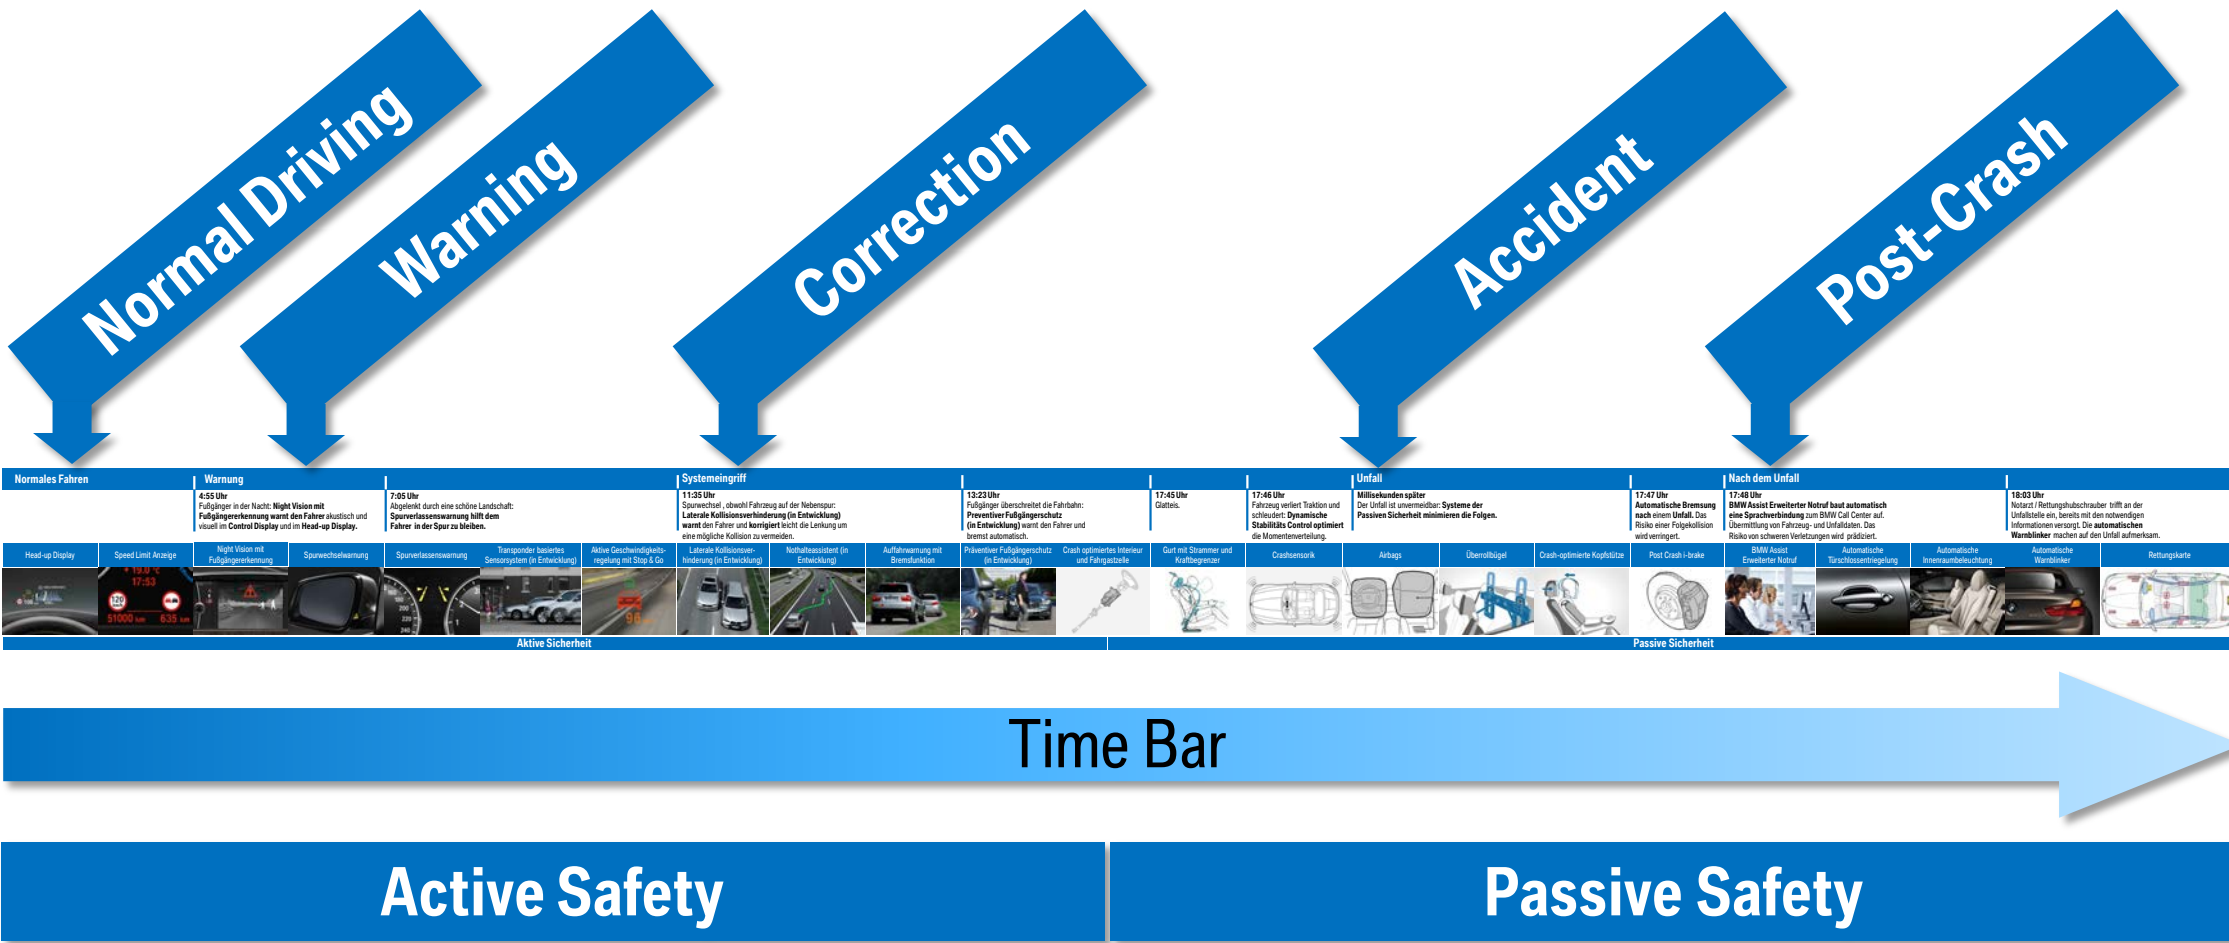 Normal Driving
Warning
Correction
Accident
Post-Crash
Normales Fahren
Warnung
Systemeingriff
Unfall
Nach dem Unfall
4:55 Uhr
Fußgänger in der Nacht: Night Vision mit
Fußgängererkennung warnt den Fahrer akustisch und
visuell im Control Display und im Head-up Display.
7:05 Uhr
Abgelenkt durch eine schöne Landschaft:
Spurverlassenswarnung hilft dem
Fahrer in der Spur zu bleiben.
11:35 Uhr
Spurwechsel , obwohl Fahrzeug auf der Nebenspur:
Laterale Kollisionsverhinderung (in Entwicklung)
warnt den Fahrer und korrigiert leicht die Lenkung um
eine mögliche Kollision zu vermeiden.
13:23 Uhr
Fußgänger überschreitet die Fahrbahn:
Preventiver Fußgängerschutz
(in Entwicklung) warnt den Fahrer und
bremst automatisch.
17:45 Uhr
Glatteis.
17:46 Uhr
Fahrzeug verliert Traktion und
schleudert: Dynamische
Stabilitäts Control optimiert
die Momentenverteilung.
Millisekunden später
Der Unfall ist unvermeidbar: Systeme der
Passiven Sicherheit minimieren die Folgen.
17:47 Uhr
Automatische Bremsung
nach einem Unfall. Das
Risiko einer Folgekollision
wird verringert.
17:48 Uhr
BMW Assist Erweiterter Notruf baut automatisch
eine Sprachverbindung zum BMW Call Center auf.
Übermittlung von Fahrzeug- und Unfalldaten. Das
Risiko von schweren Verletzungen wird prädiziert.
18:03 Uhr
Notarzt / Rettungshubschrauber trifft an der
Unfallstelle ein, bereits mit den notwendigen
Informationen versorgt. Die automatischen
Warnblinker machen auf den Unfall aufmerksam.
Head-up Display
Speed Limit Anzeige
Night Vision mit
Fußgängererkennung
Spurwechselwarnung
Spurverlassenswarnung
Transponder basiertes
Sensorsystem (in Entwicklung)
Aktive Geschwindigkeits-
regelung mit Stop & Go
Laterale Kollisionsver-
hinderung (in Entwicklung)
Nothalteassistent (in
Entwicklung)
Auffahrwarnung mit
Bremsfunktion
Präventiver Fußgängerschutz
(in Entwicklung)
Crash optimiertes Interieur
und Fahrgastzelle
Gurt mit Strammer und
Kraftbegrenzer
Crashsensorik
Airbags
Überrollbügel
Crash-optimierte Kopfstütze
Post Crash i-brake
BMW Assist
Erweiterter Notruf
Automatische
Türschlossentriegelung
Automatische
Innenraumbeleuchtung
Automatische
Warnblinker
Rettungskarte
17:53
120
51000 km 635 km
Aktive Sicherheit
Passive Sicherheit
Time Bar
Active Safety
Passive Safety